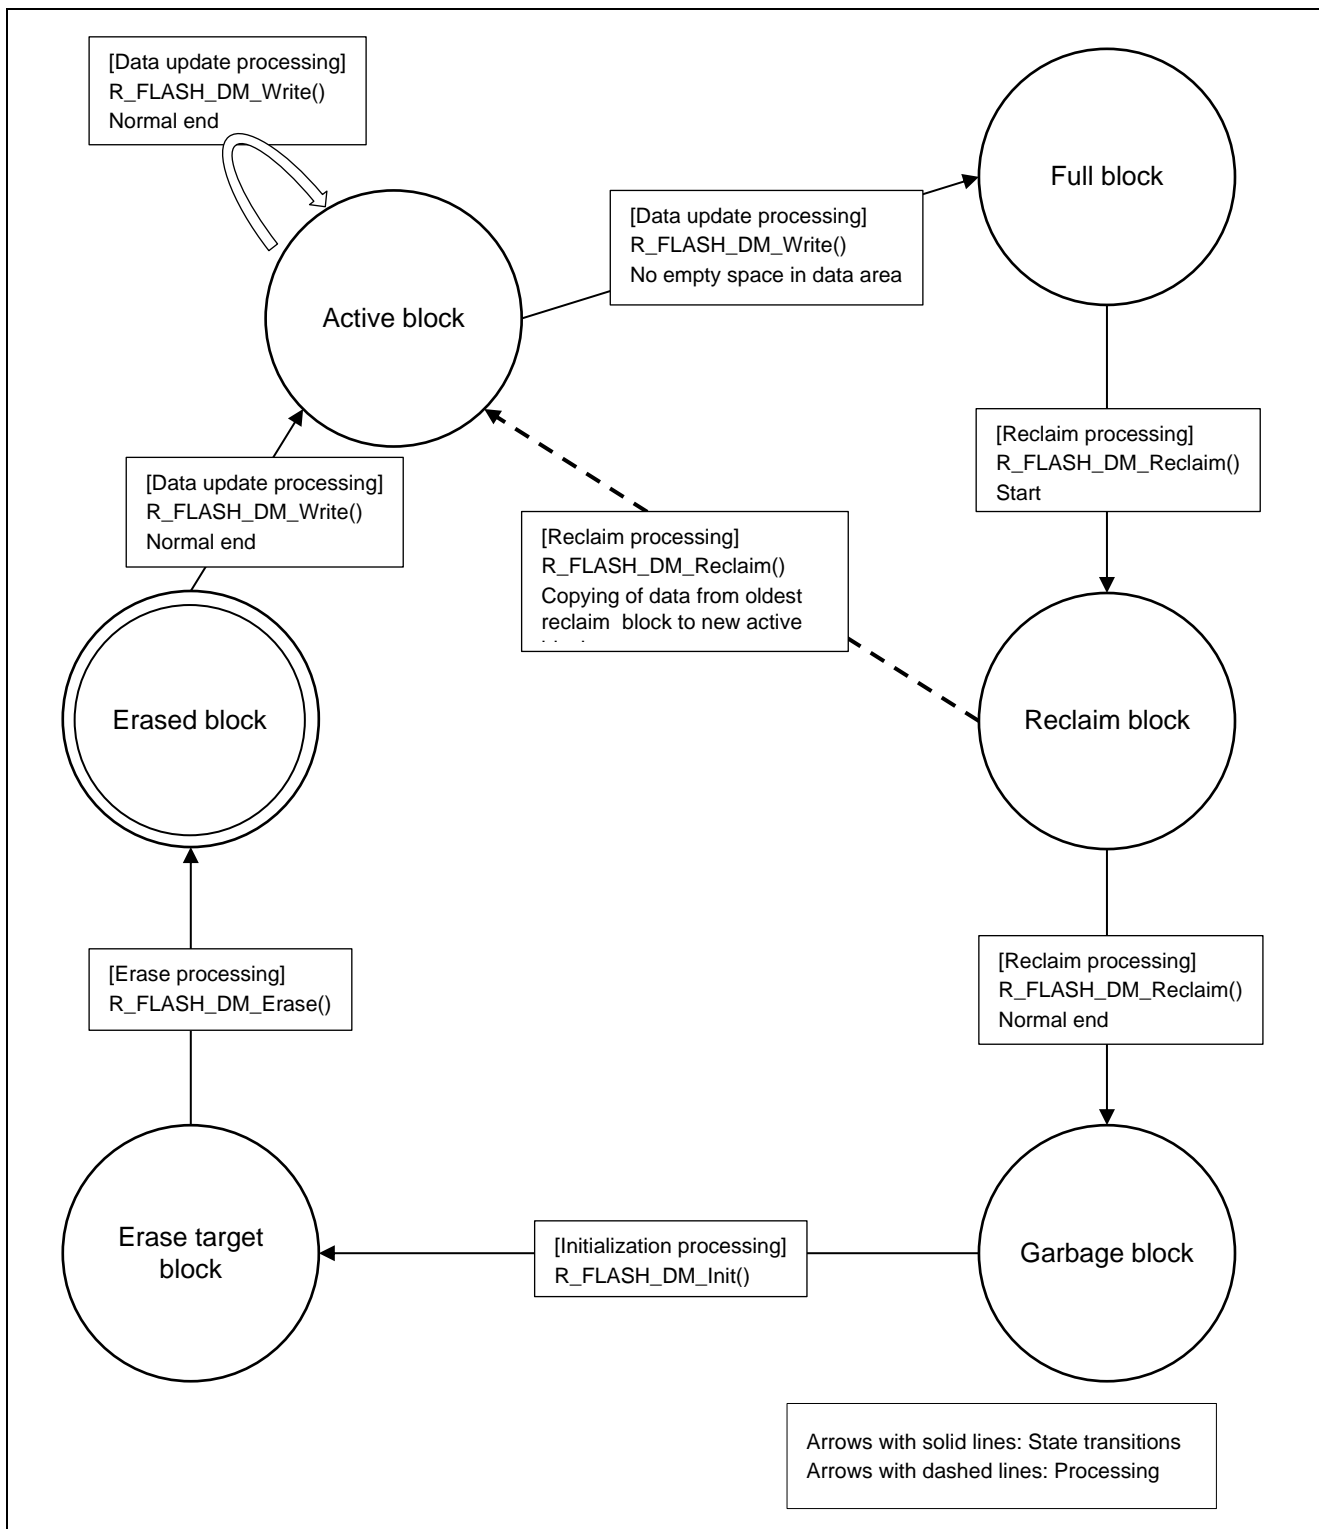 [Data update processing]
R_FLASH_DM_Write()
Normal end
Full block
[Data update processing]
R_FLASH_DM_Write()
No empty space in data area
Active block
[Reclaim processing]
R_FLASH_DM_Reclaim()
Start
[Data update processing]
R_FLASH_DM_Write()
Normal end
[Reclaim processing]
R_FLASH_DM_Reclaim()
Copying of data from oldest
reclaim block to new active
Erased block
Reclaim block
[Erase processing]
R_FLASH_DM_Erase()
[Reclaim processing]
R_FLASH_DM_Reclaim()
Normal end
Erase target
block
[Initialization processing]
R_FLASH_DM_Init()
Garbage block
Arrows with solid lines: State transitions
Arrows with dashed lines: Processing